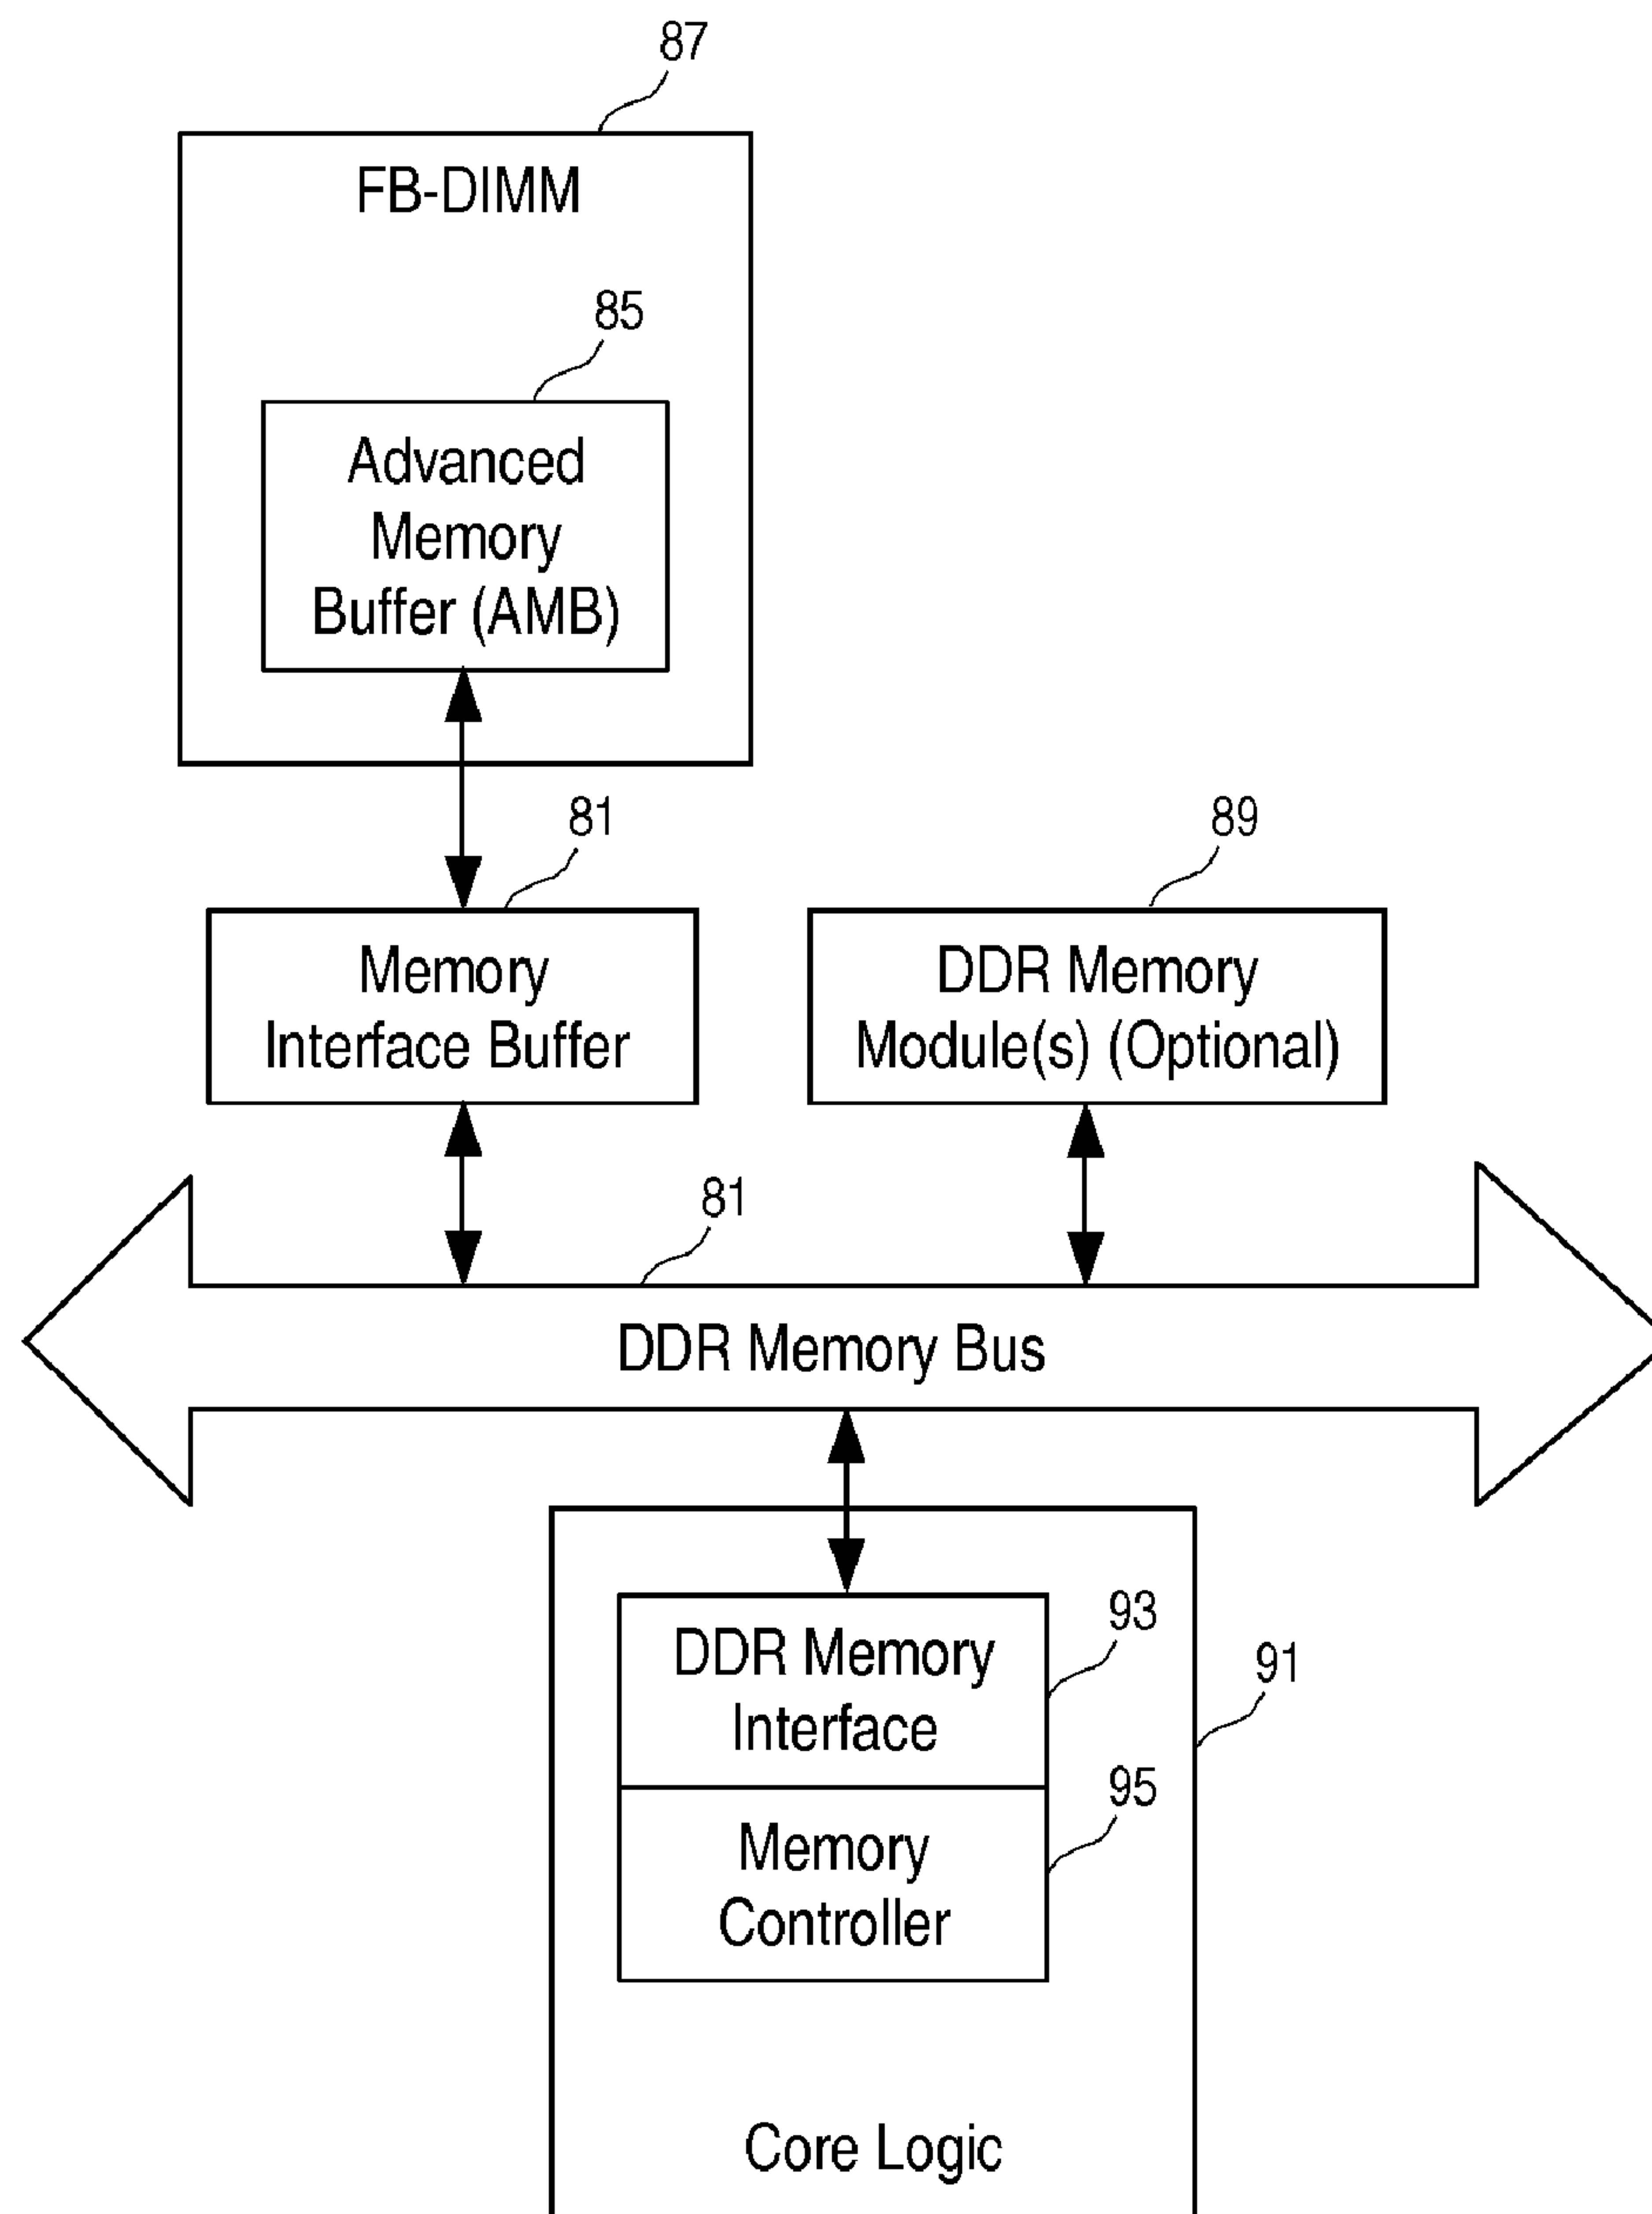 87
FB-DIMM
85
Advanced
Memory
Buffer (AMB)
81
Memory
Interface Buffer
89
DDR Memory
Module(s) (Optional)
81
DDR Memory Bus
93
DDR Memory
Interface
91
95
Memory
Controller
Core Logic